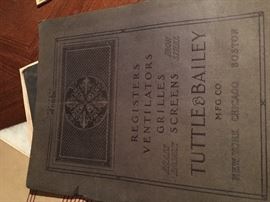 REGISTERS
VENTILATORS
GRILLES
SCREENS
TUTTLE & BAILEY
MFG CO
NEW YORK CHICAGO BOSTON